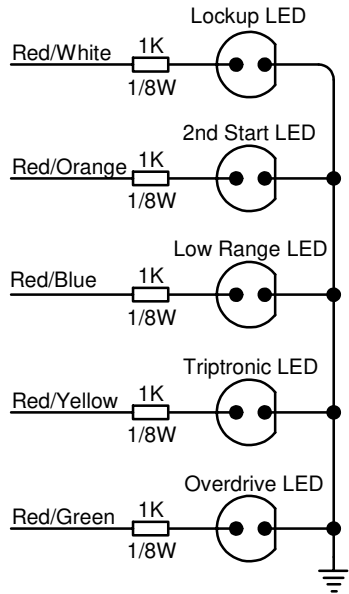 Lockup LED
Red/White 1K
1/8W
2nd Start LED
Red/Orange 1K
1/8W
Low Range LED
Red/Blue 1K
1/8W
Triptronic LED
Red/Yellow 1K
1/8W
Overdrive LED
Red/Green 1K
1/8W